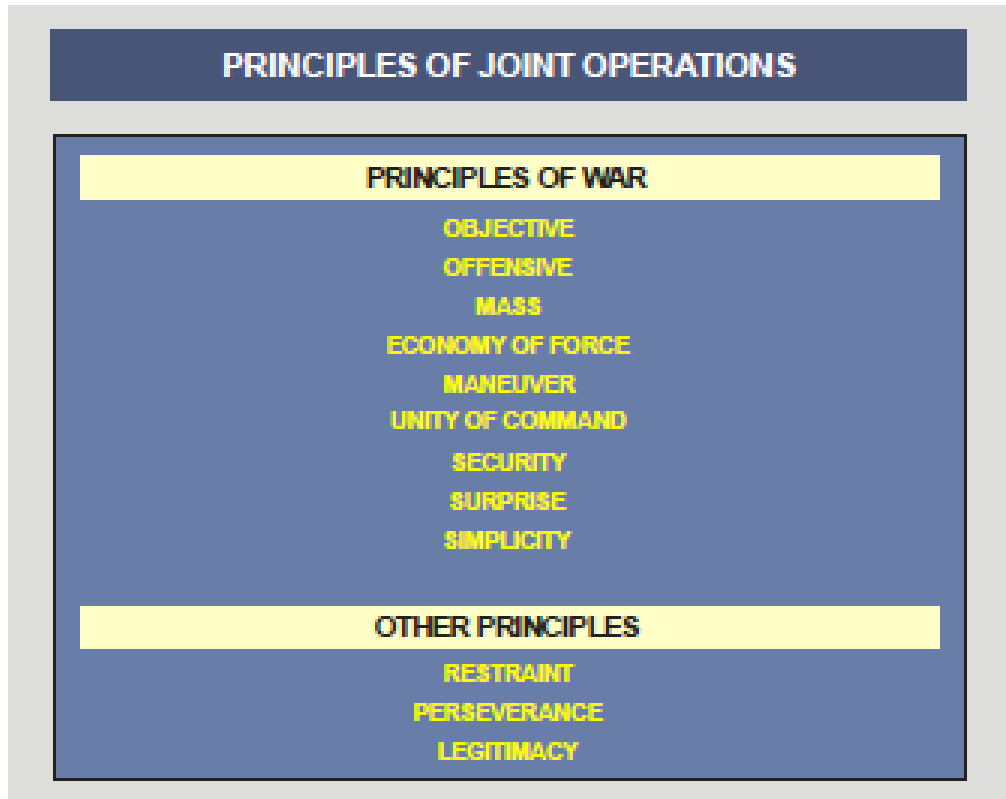 PRINCIPLES OF JOINT OPERATIONS
PRINCIPLES OF WAR
OBJECTIVE
OFFENSIVE
MASS
ECONOMY OF FORCE
MANEUVER
UNITY OF COMMAND
SECURITY
SURPRISE
SIMPLICITY
OTHER PRINCIPLES
RESTRAINT
PERSEVERANCE
LEGITIMACY